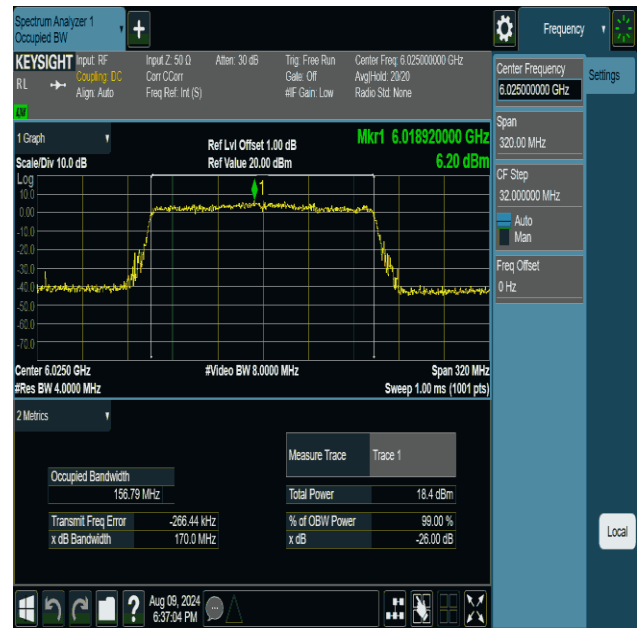 Spectrum Analyzer 1
Occupied BW
Frequency
KEYSIGHT
RL
Input: RF
Coupling: DC
Align: Auto
Input Z: 50 Ω
Corr CCorr
Freq Ref: Int (S)
Atten: 30 dB
Trig: Free Run
Gate: Off
#IF Gain: Low
Center Freq: 6.025000000 GHz
Avg|Hold: 20/20
Radio Std: None
Center Frequency
6.025000000 GHz
Settings
Span
320.00 MHz
CF Step
32.000000 MHz
Auto
Man
Freq Offset
0 Hz
Local
1 Graph
Scale/Div 10.0 dB
Ref Lvl Offset 1.00 dB
Ref Value 20.00 dBm
Mkr1 6.018920000 GHz
6.20 dBm
Log
10.0
0.00
-10.0
-20.0
-30.0
-40.0
-50.0
-60.0
-70.0
1
Center 6.0250 GHz
#Res BW 4.0000 MHz
#Video BW 8.0000 MHz
Span 320 MHz
Sweep 1.00 ms (1001 pts)
2 Metrics
Measure Trace
Trace 1
Occupied Bandwidth
156.79 MHz
Total Power
18.4 dBm
Transmit Freq Error
-266.44 kHz
% of OBW Power
99.00 %
x dB Bandwidth
170.0 MHz
x dB
-26.00 dB
?
Aug 09, 2024
6:37:04 PM